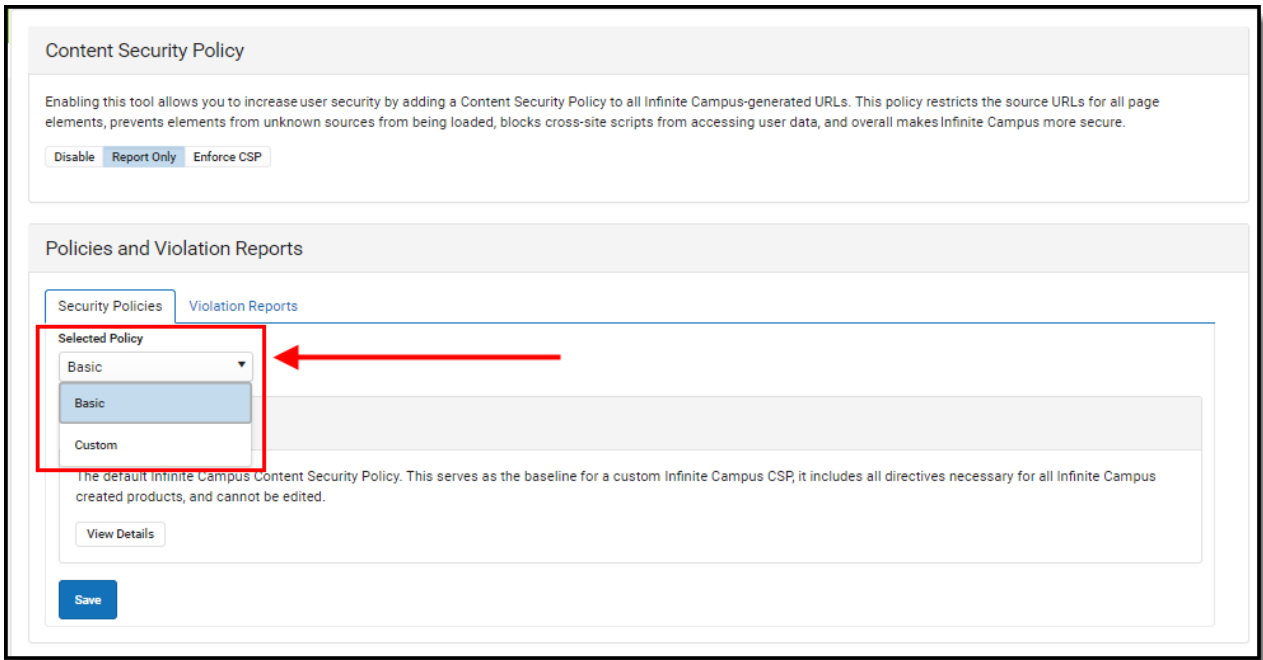 Content Security Policy
Enabling this tool allows you to increase user security by adding a Content Security Policy to all Infinite Campus-generated URLs. This policy restricts the source URLs for all page
elements, prevents elements from unknown sources from being loaded, blocks cross-site scripts from accessing user data, and overall makes Infinite Campus more secure.
Disable Report Only Enforce CSP
Policies and Violation Reports
Security Policies Violation Reports
Selected Policy
Basic
Basic
Custom
The default Infinite Campus Content Security Policy. This serves as the baseline for a custom Infinite Campus CSP, it includes all directives necessary for all Infinite Campus
created products, and cannot be edited.
View Details
Save